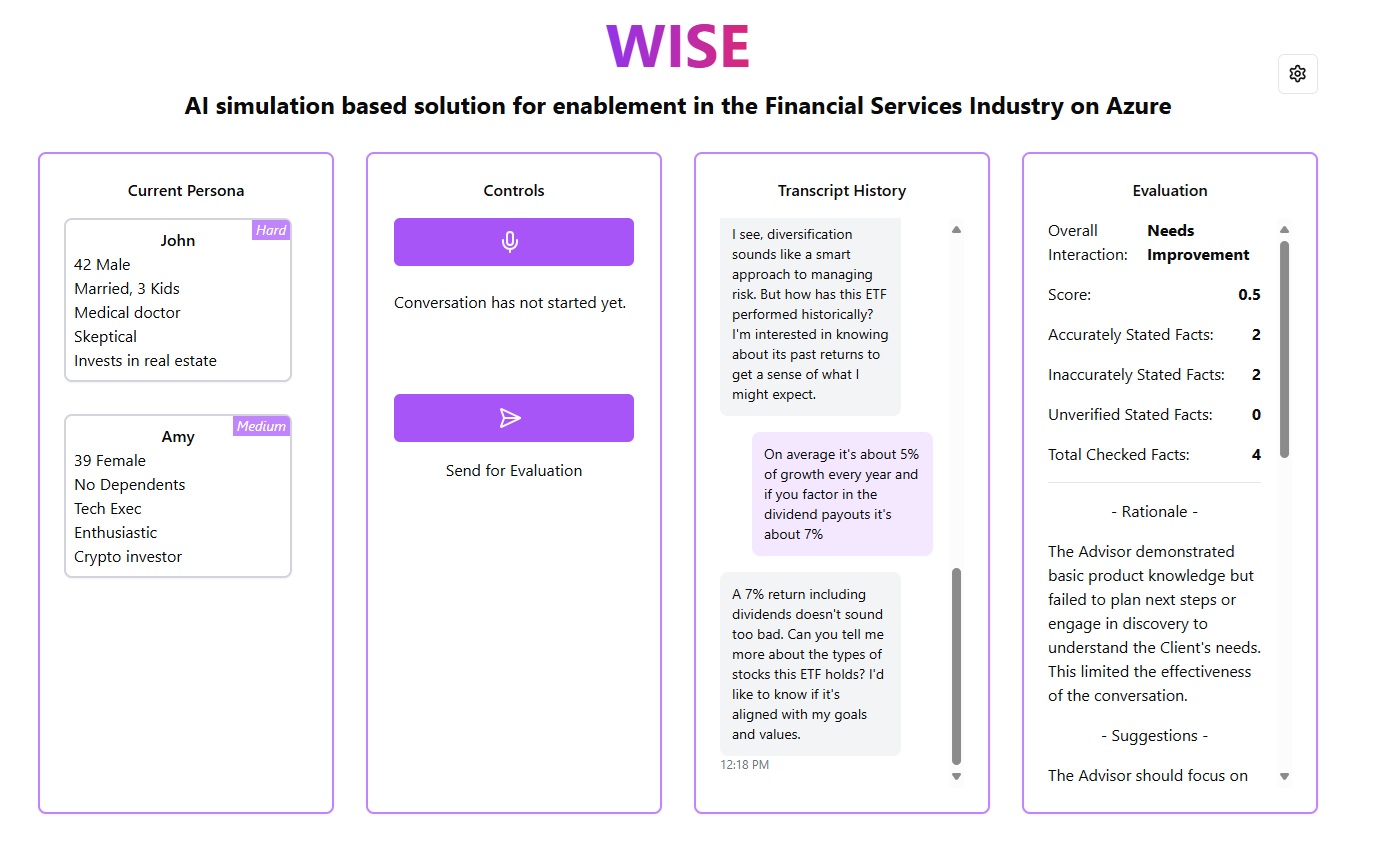 WISE
AI simulation based solution for enablement in the Financial Services Industry on Azure
Current Persona
Hard
John
42 Male
Married, 3 Kids
Medical doctor
Skeptical
Invests in real estate
Medium
Amy
39 Female
No Dependents
Tech Exec
Enthusiastic
Crypto investor
Controls
Conversation has not started yet.
Send for Evaluation
Transcript History
I see, diversification
sounds like a smart
approach to managing
risk. But how has this ETF
performed historically?
I'm interested in knowing
about its past returns to
get a sense of what I
might expect.
On average it's about 5%
of growth every year and
if you factor in the
dividend payouts it's
about 7%
A 7% return including
dividends doesn't sound
too bad. Can you tell me
more about the types of
stocks this ETF holds? I'd
like to know if it's
aligned with my goals
and values.
12:18 PM
Evaluation
Overall Needs
Interaction: Improvement
Score: 0.5
Accurately Stated Facts: 2
Inaccurately Stated Facts: 2
Unverified Stated Facts: 0
Total Checked Facts: 4
- Rationale -
The Advisor demonstrated
basic product knowledge but
failed to plan next steps or
engage in discovery to
understand the Client's needs.
This limited the effectiveness
of the conversation.
- Suggestions -
The Advisor should focus on